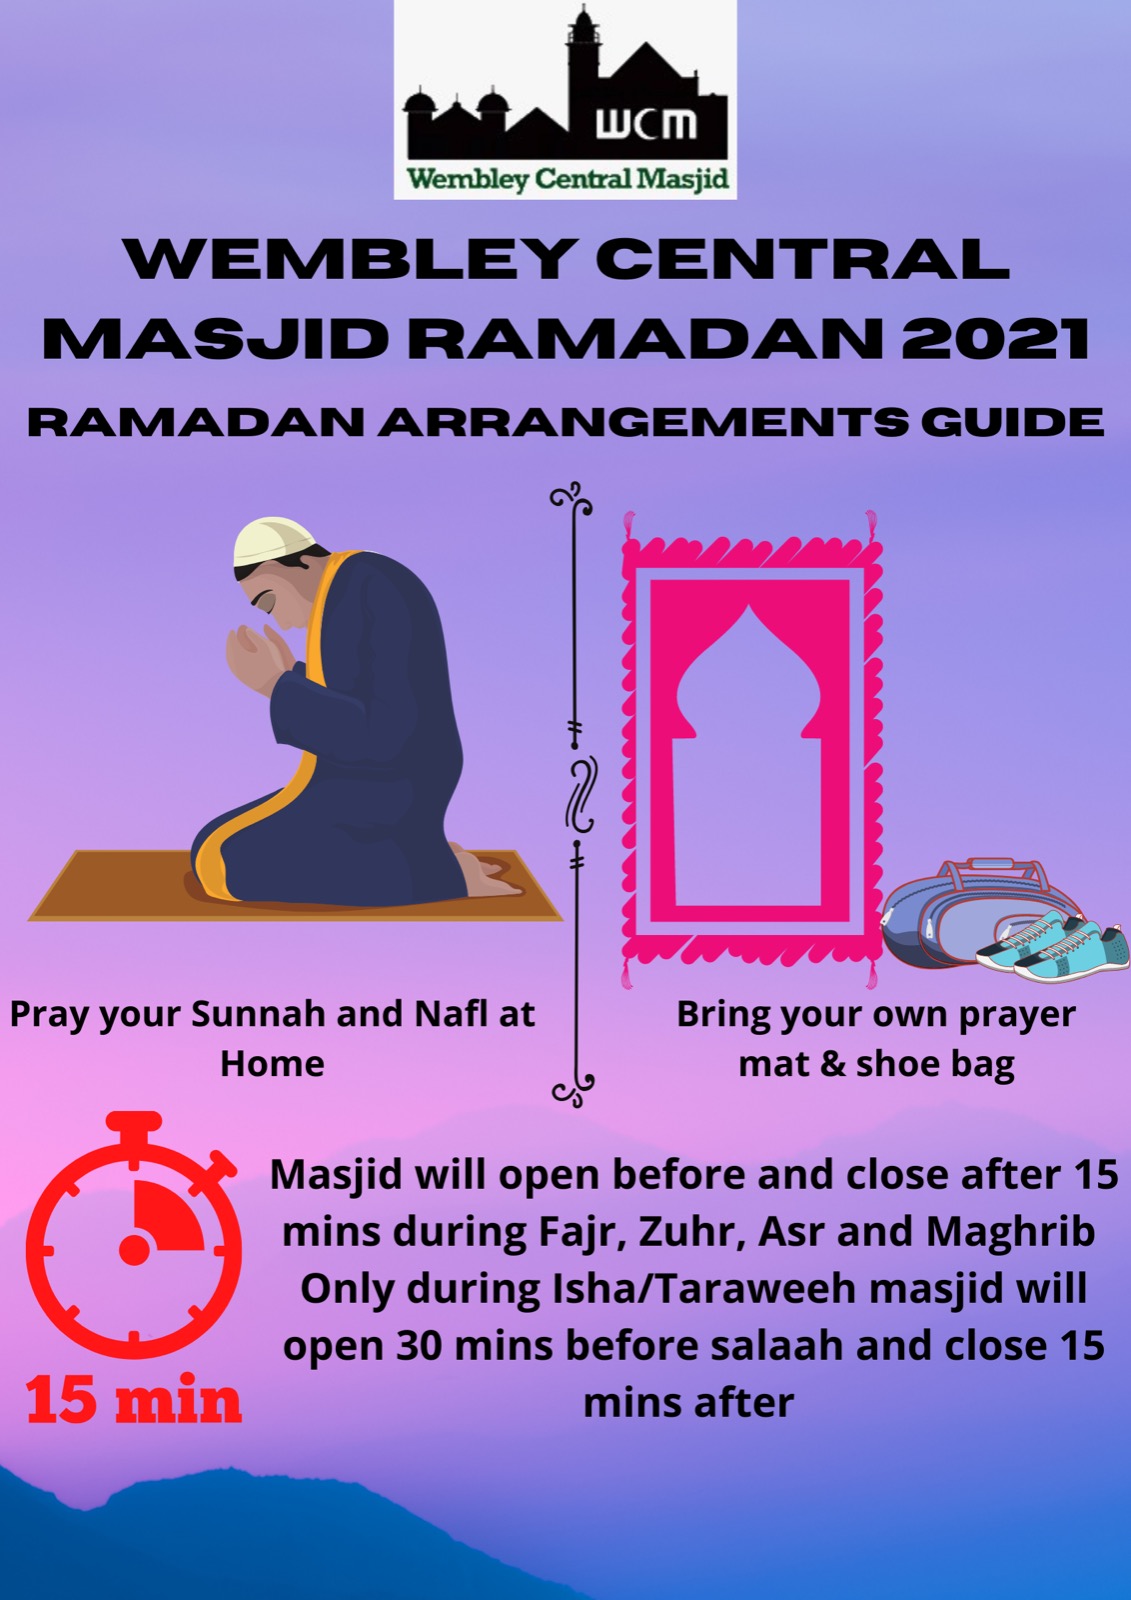 WCM
Wembley Central Masjid
WEMBLEY CENTRAL
MASJID RAMADAN 2021
RAMADAN ARRANGEMENTS GUIDE
Pray your Sunnah and Nafl at
Home
Bring your own prayer
mat & shoe bag
15 min
Masjid will open before and close after 15
mins during Fajr, Zuhr, Asr and Maghrib
Only during Isha/Taraweeh masjid will
open 30 mins before salaah and close 15
mins after